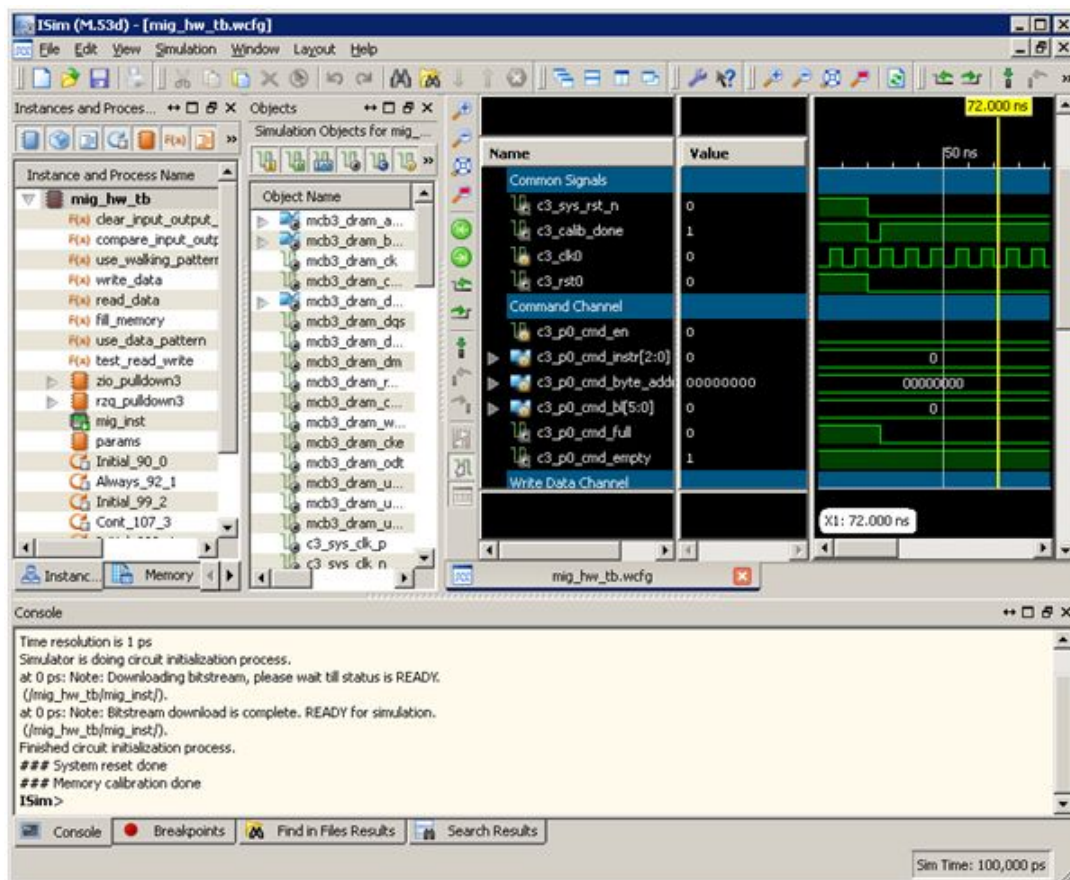 ISim (M.53d) - [mig_hw_tb.wcfg]
File Edit View Simulation Window Layout Help
Instances and Proces...
Instance and Process Name
mig_hw_tb
F(x) clear_input_output_
F(x) compare_input_outp
F(x) use_walking_pattern
F(x) write_data
F(x) read_data
F(x) fill_memory
F(x) use_data_pattern
F(x) test_read_write
zio_pulldown3
rzq_pulldown3
mig_inst
params
Initial_90_0
Always_92_1
Initial_99_2
Cont_107_3
Instanc... Memory
Objects
Simulation Objects for mig_...
Object Name
mcb3_dram_a...
mcb3_dram_b...
mcb3_dram_ck
mcb3_dram_c...
mcb3_dram_d...
mcb3_dram_dqs
mcb3_dram_d...
mcb3_dram_dm
mcb3_dram_r...
mcb3_dram_c...
mcb3_dram_w...
mcb3_dram_cke
mcb3_dram_odt
mcb3_dram_u...
mcb3_dram_u...
mcb3_dram_u...
c3_sys_clk_p
c3_sys_clk_n
72.000 ns
50 ns
Name Value
Common Signals
c3_sys_rst_n 0
c3_calib_done 1
c3_clk0 0
c3_rst0 0
Command Channel
c3_p0_cmd_en 0
c3_p0_cmd_instr[2:0] 0 0
c3_p0_cmd_byte_addr 00000000 00000000
c3_p0_cmd_bl[5:0] 0 0
c3_p0_cmd_full 0
c3_p0_cmd_empty 1
Write Data Channel
X1: 72.000 ns
mig_hw_tb.wcfg
Console
Time resolution is 1 ps
Simulator is doing circuit initialization process.
at 0 ps: Note: Downloading bitstream, please wait till status is READY.
(/mig_hw_tb/mig_inst/).
at 0 ps: Note: Bitstream download is complete. READY for simulation.
(/mig_hw_tb/mig_inst/).
Finished circuit initialization process.
### System reset done
### Memory calibration done
ISim>
Console Breakpoints Find in Files Results Search Results
Sim Time: 100,000 ps